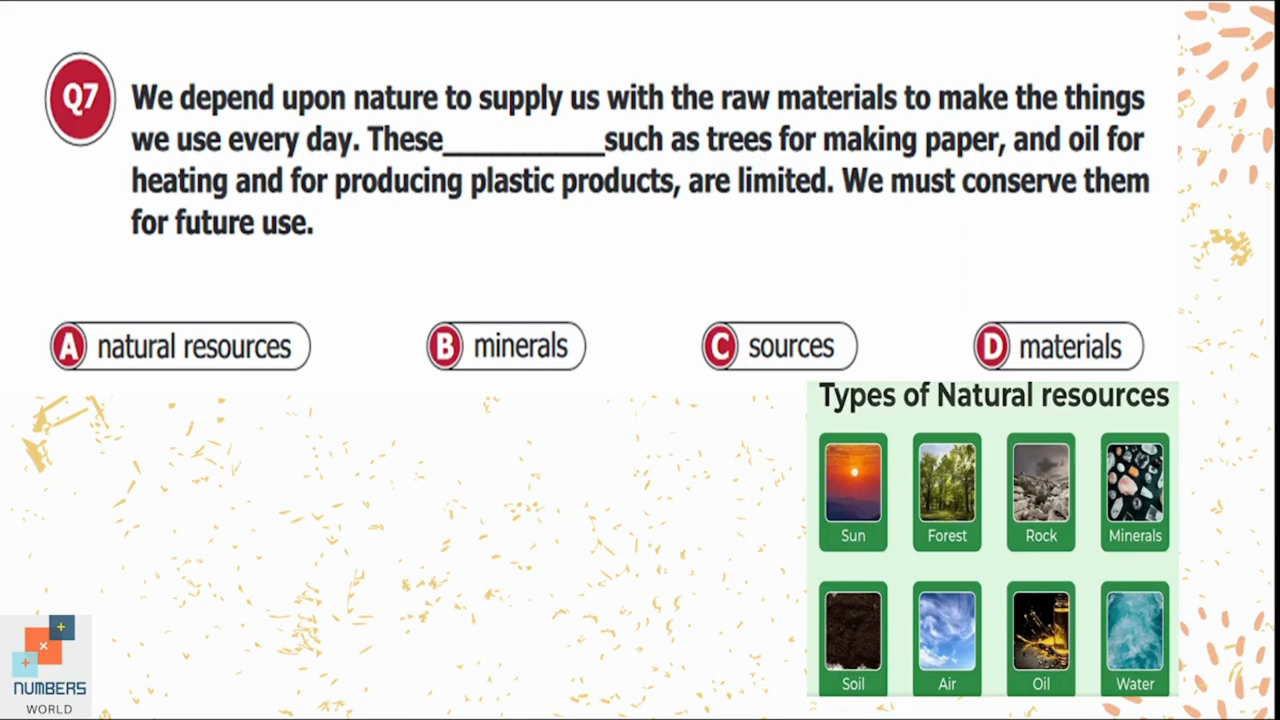 Q7
We depend upon nature to supply us with the raw materials to make the things
we use every day. These____________such as trees for making paper, and oil for
heating and for producing plastic products, are limited. We must conserve them
for future use.
A natural resources
B minerals
C sources
D materials
Types of Natural resources
Sun
Forest
Rock
Minerals
Soil
Air
Oil
Water
NUMBERS
WORLD